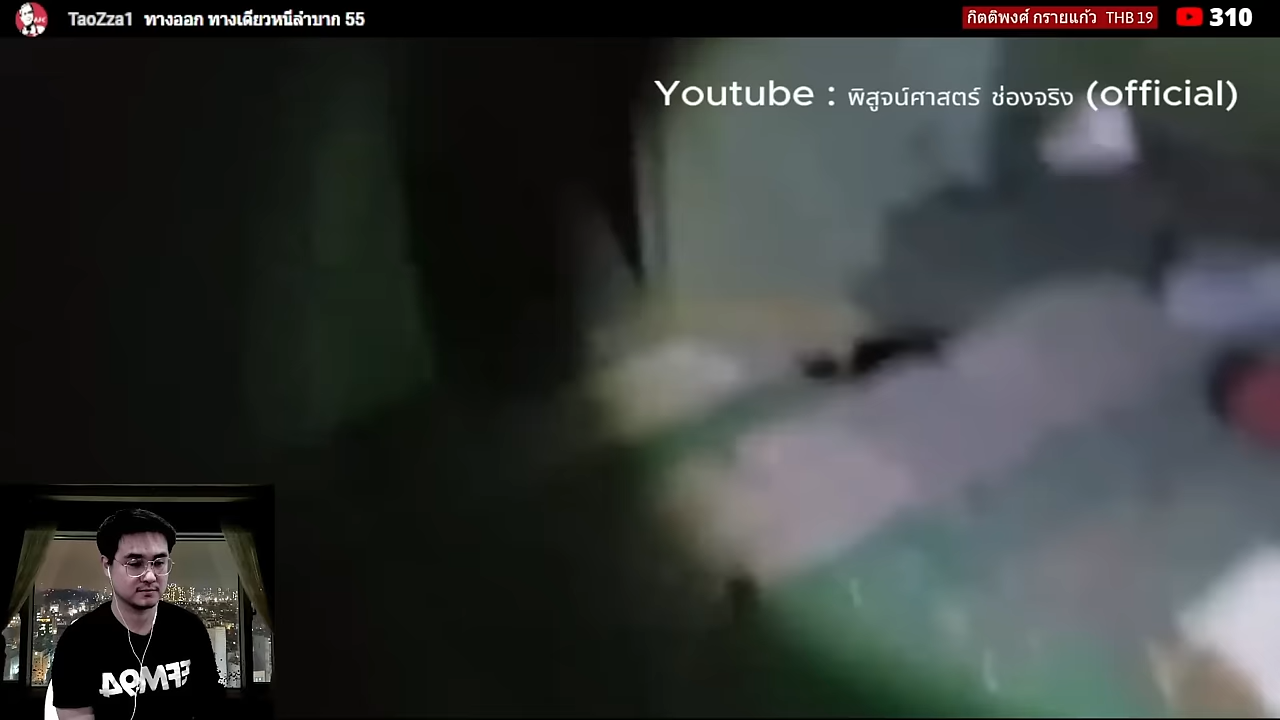 TaoZza1 ทางออก ทางเดียวหนีลำบาก 55
กิตติพงศ์ กรายแก้ว THB 19
310
Youtube : พิสูจน์ศาสตร์ ช่องจริง (official)
EFM94